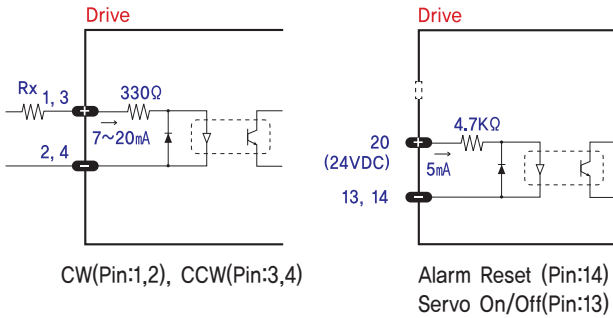 Drive
Rx
1, 3
330Ω
7~20mA
2, 4
CW(Pin:1,2), CCW(Pin:3,4)
Drive
20
(24VDC)
4.7KΩ
5mA
13, 14
Alarm Reset (Pin:14)
Servo On/Off(Pin:13)